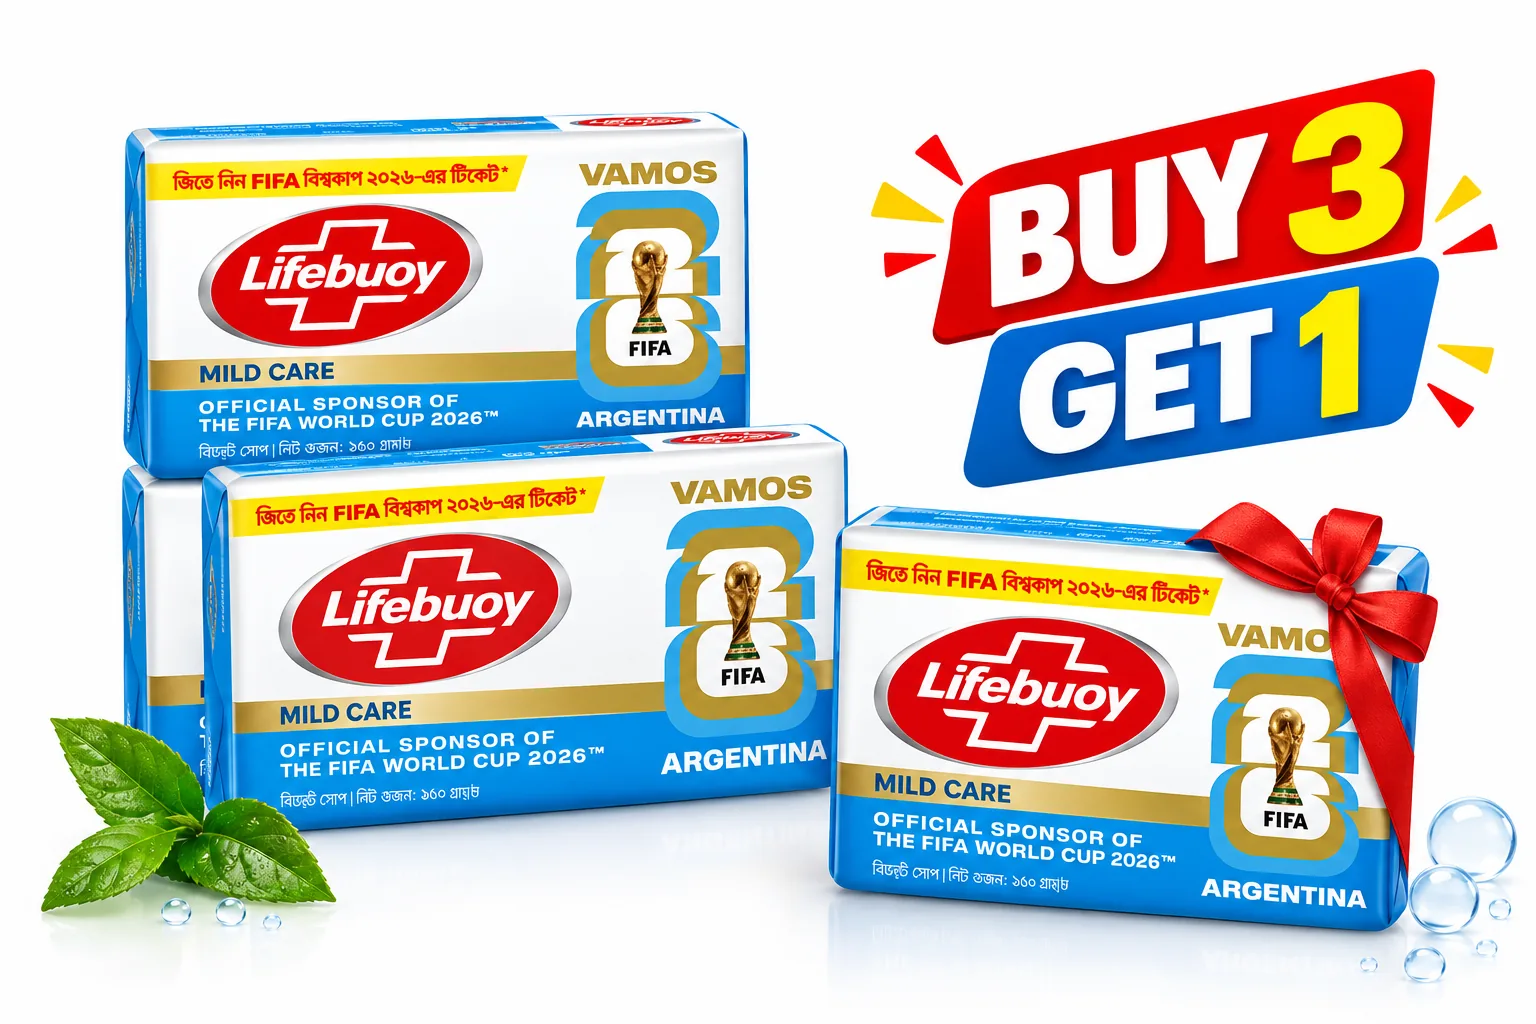 জিতে নিন FIFA বিশ্বকাপ ২০২৬-এর টিকেট*
VAMOS
Lifebuoy
FIFA
MILD CARE
OFFICIAL SPONSOR OF
THE FIFA WORLD CUP 2026™
ARGENTINA
সোপ | নিট ওজন: ১৬০
BUY 3
GET 1
Lifebuoy
জিতে নিন FIFA বিশ্বকাপ ২০২৬-এর টিকেট*
VAMOS
Lifebuoy
FIFA
MILD CARE
OFFICIAL SPONSOR OF
THE FIFA WORLD CUP 2026™
ARGENTINA
সোপ | নিট ওজন: ১৬০
জিতে নিন FIFA বিশ্বকাপ ২০২৬-এর টিকেট*
VAMO
Lifebuoy
FIFA
MILD CARE
OFFICIAL SPONSOR OF
THE FIFA WORLD CUP 2026™
ARGENTINA
সোপ | নিট ওজন: ১৬০